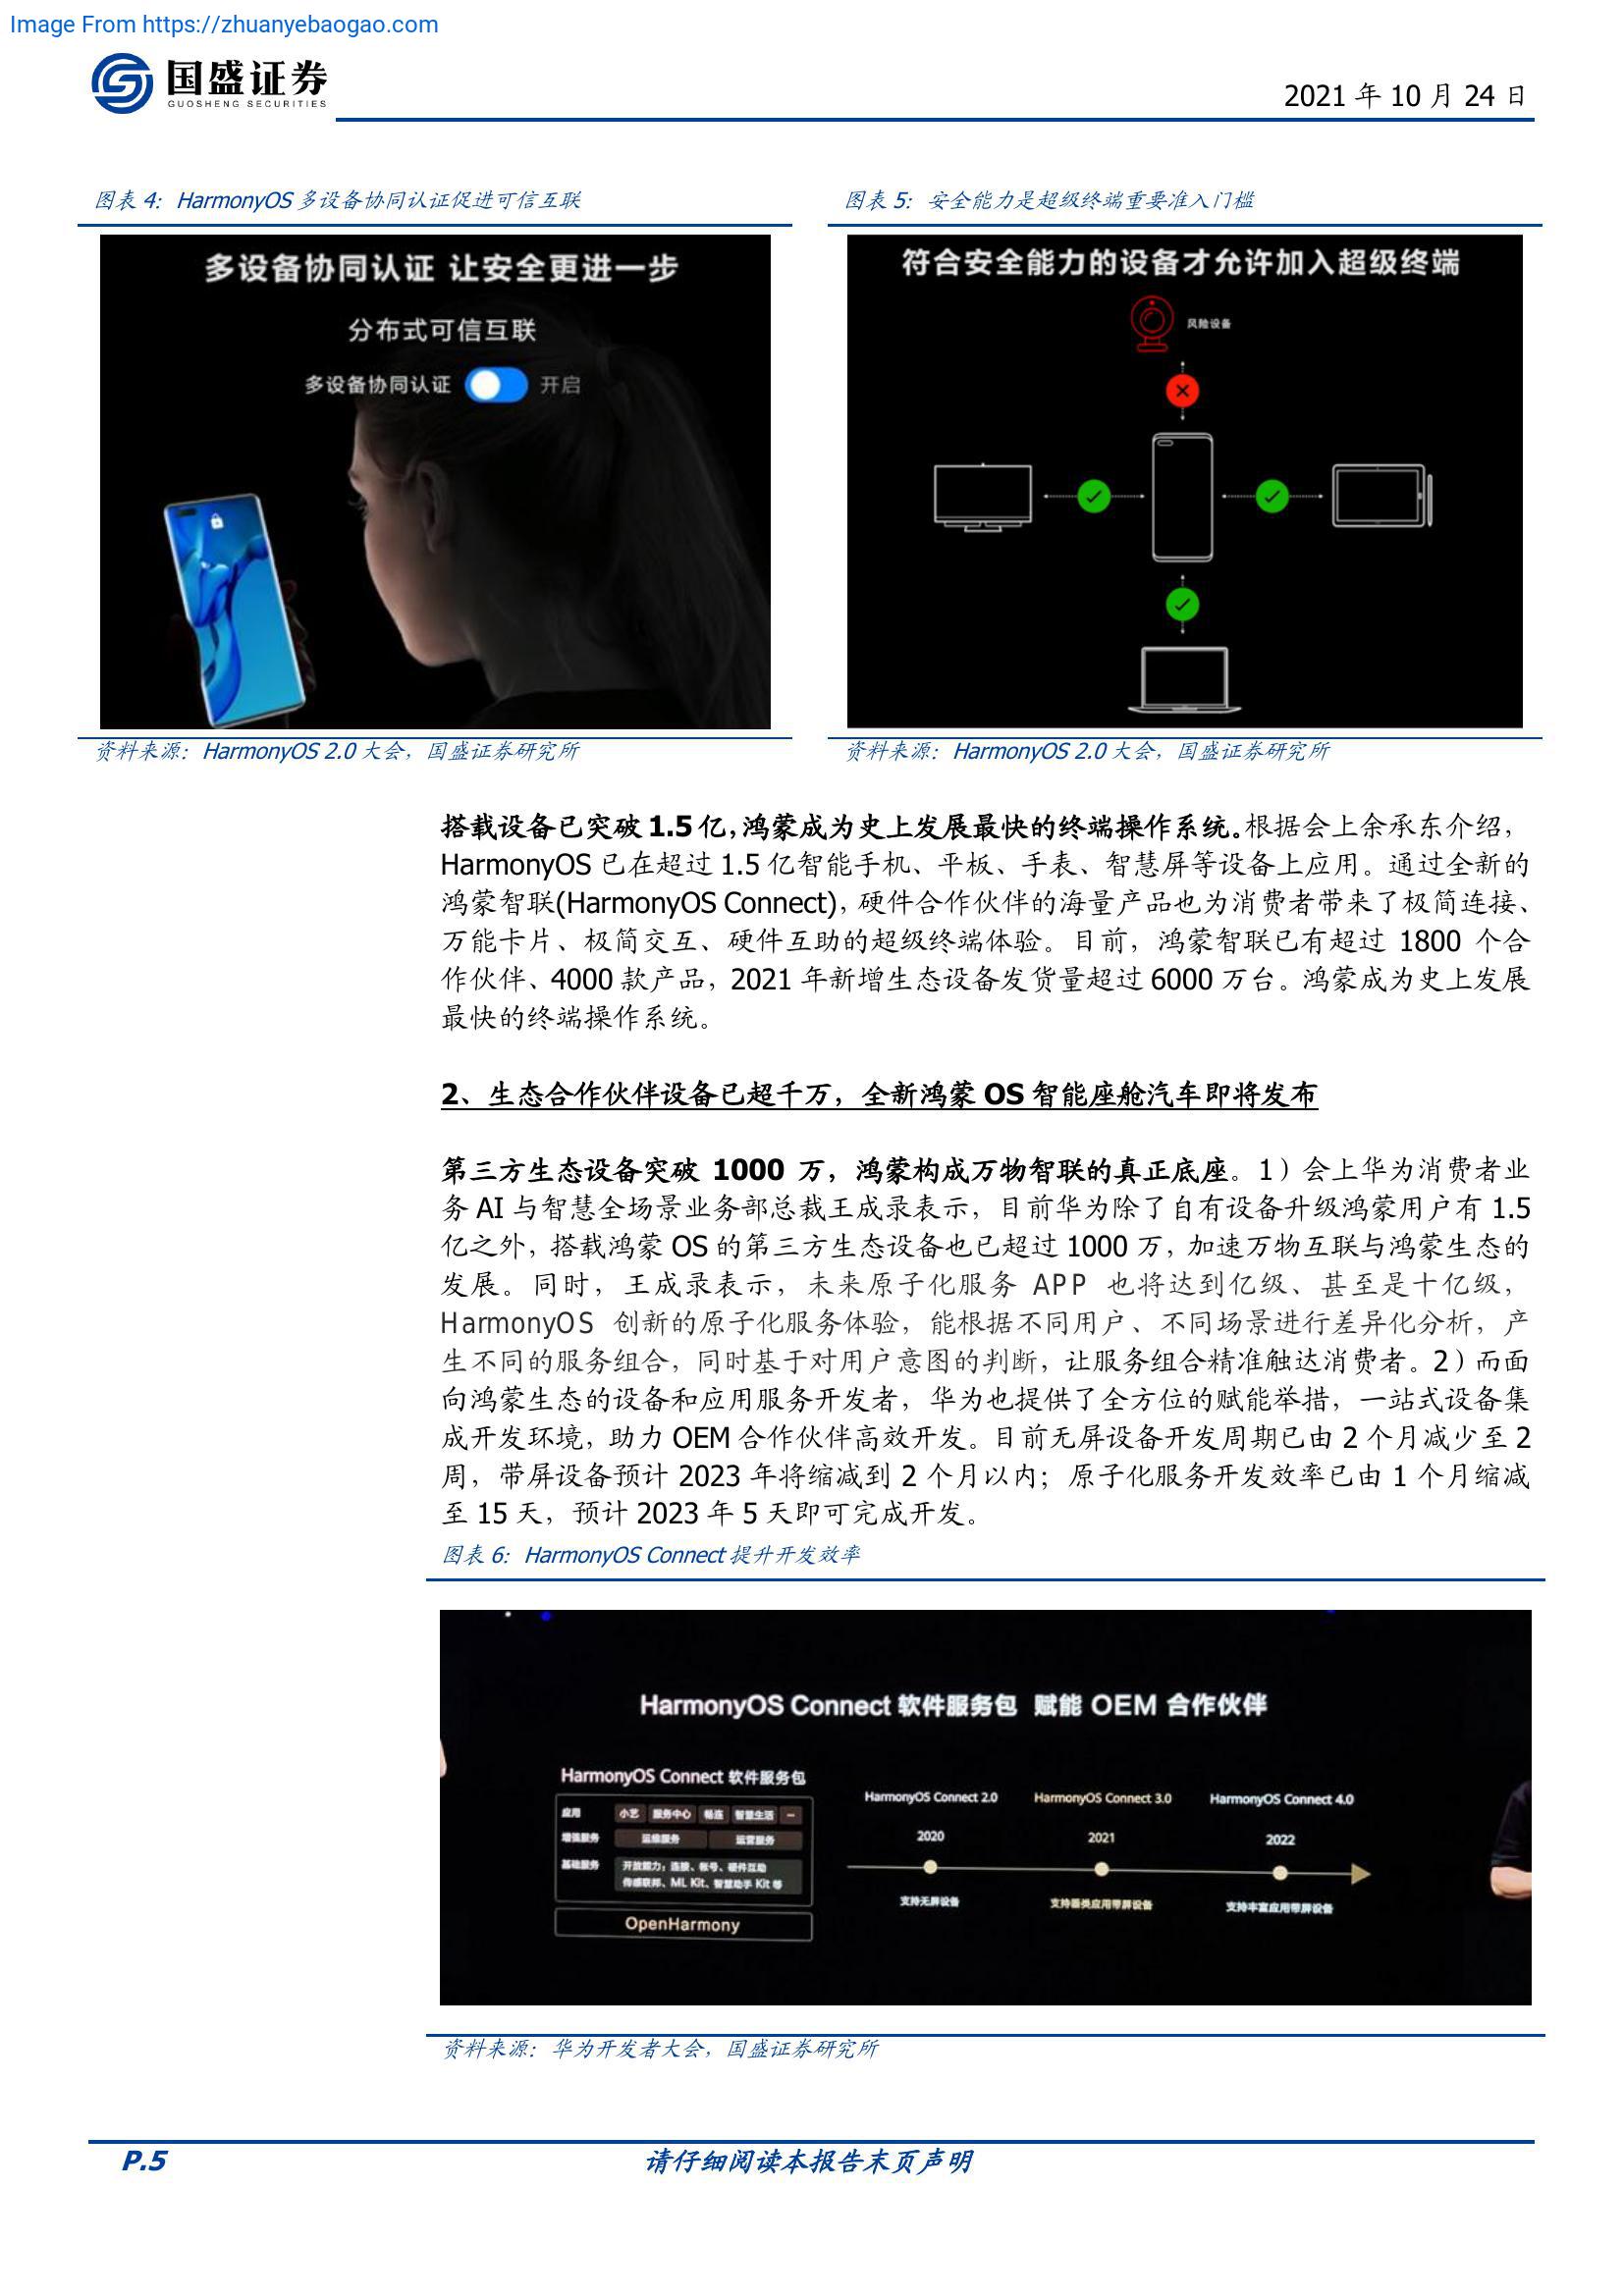 Image From https://zhuanyebaogao.com
国盛证券
GUOSHENG SECURITIES
2021 年 10 月 24 日
图表 4：HarmonyOS 多设备协同认证促进可信互联
多设备协同认证 让安全更进一步
分布式可信互联
多设备协同认证 开启
资料来源：HarmonyOS 2.0 大会，国盛证券研究所
图表 5：安全能力是超级终端重要准入门槛
符合安全能力的设备才允许加入超级终端
风险设备
资料来源：HarmonyOS 2.0 大会，国盛证券研究所
搭载设备已突破 1.5 亿，鸿蒙成为史上发展最快的终端操作系统。根据会上余承东介绍，
HarmonyOS 已在超过 1.5 亿智能手机、平板、手表、智慧屏等设备上应用。通过全新的
鸿蒙智联(HarmonyOS Connect)，硬件合作伙伴的海量产品也为消费者带来了极简连接、
万能卡片、极简交互、硬件互助的超级终端体验。目前，鸿蒙智联已有超过 1800 个合
作伙伴、4000 款产品，2021 年新增生态设备发货量超过 6000 万台。鸿蒙成为史上发展
最快的终端操作系统。
2、生态合作伙伴设备已超千万，全新鸿蒙 OS 智能座舱汽车即将发布
第三方生态设备突破 1000 万，鸿蒙构成万物智联的真正底座。1）会上华为消费者业
务 AI 与智慧全场景业务部总裁王成录表示，目前华为除了自有设备升级鸿蒙用户有 1.5
亿之外，搭载鸿蒙 OS 的第三方生态设备也已超过 1000 万，加速万物互联与鸿蒙生态的
发展。同时，王成录表示，未来原子化服务 APP 也将达到亿级、甚至是十亿级，
HarmonyOS 创新的原子化服务体验，能根据不同用户、不同场景进行差异化分析，产
生不同的服务组合，同时基于对用户意图的判断，让服务组合精准触达消费者。2）而面
向鸿蒙生态的设备和应用服务开发者，华为也提供了全方位的赋能举措，一站式设备集
成开发环境，助力 OEM 合作伙伴高效开发。目前无屏设备开发周期已由 2 个月减少至 2
周，带屏设备预计 2023 年将缩减到 2 个月以内；原子化服务开发效率已由 1 个月缩减
至 15 天，预计 2023 年 5 天即可完成开发。
图表 6：HarmonyOS Connect 提升开发效率
HarmonyOS Connect 软件服务包 赋能 OEM 合作伙伴
HarmonyOS Connect 软件服务包
应用 小艺 服务中心 畅连 智慧生活
增强服务 运维服务 运营服务
基础服务 开放能力：连接、帐号、硬件互助
传感联邦、ML Kit、智慧助手 Kit 等
OpenHarmony
HarmonyOS Connect 2.0
HarmonyOS Connect 3.0
HarmonyOS Connect 4.0
2020
2021
2022
支持无屏设备
支持 应用带屏设备
支持丰富应用带屏设备
资料来源：华为开发者大会，国盛证券研究所
P.5
请仔细阅读本报告末页声明